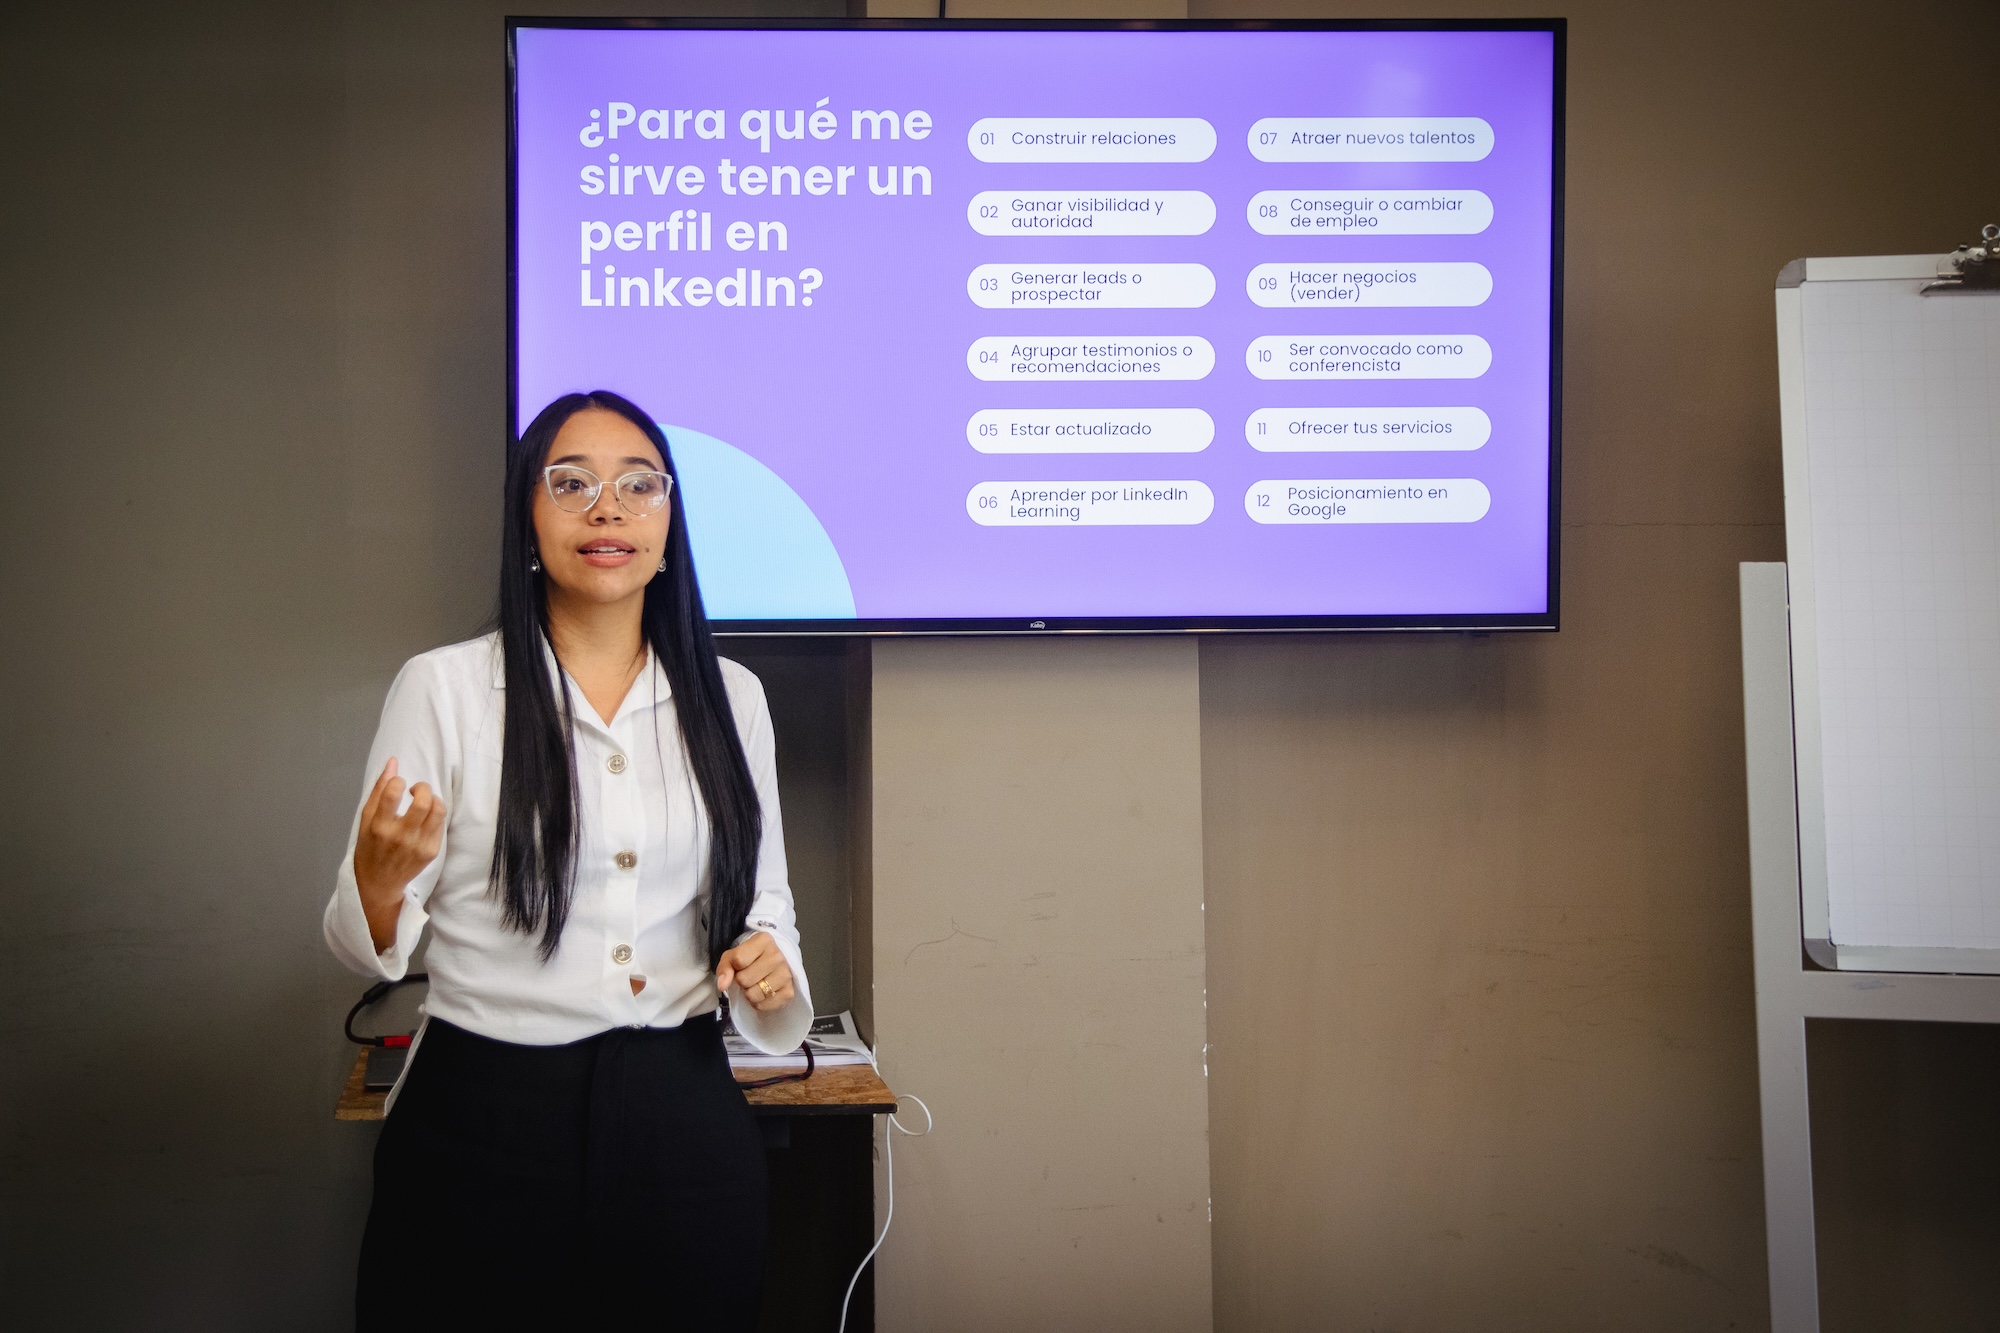 ¿Para qué me
sirve tener un
perfil en
LinkedIn?
01 Construir relaciones
02 Ganar visibilidad y
autoridad
03 Generar leads o
prospectar
04 Agrupar testimonios o
recomendaciones
05 Estar actualizado
06 Aprender por LinkedIn
Learning
07 Atraer nuevos talentos
08 Conseguir o cambiar
de empleo
09 Hacer negocios
(vender)
10 Ser convocado como
conferencista
11 Ofrecer tus servicios
12 Posicionamiento en
Google
Kalley